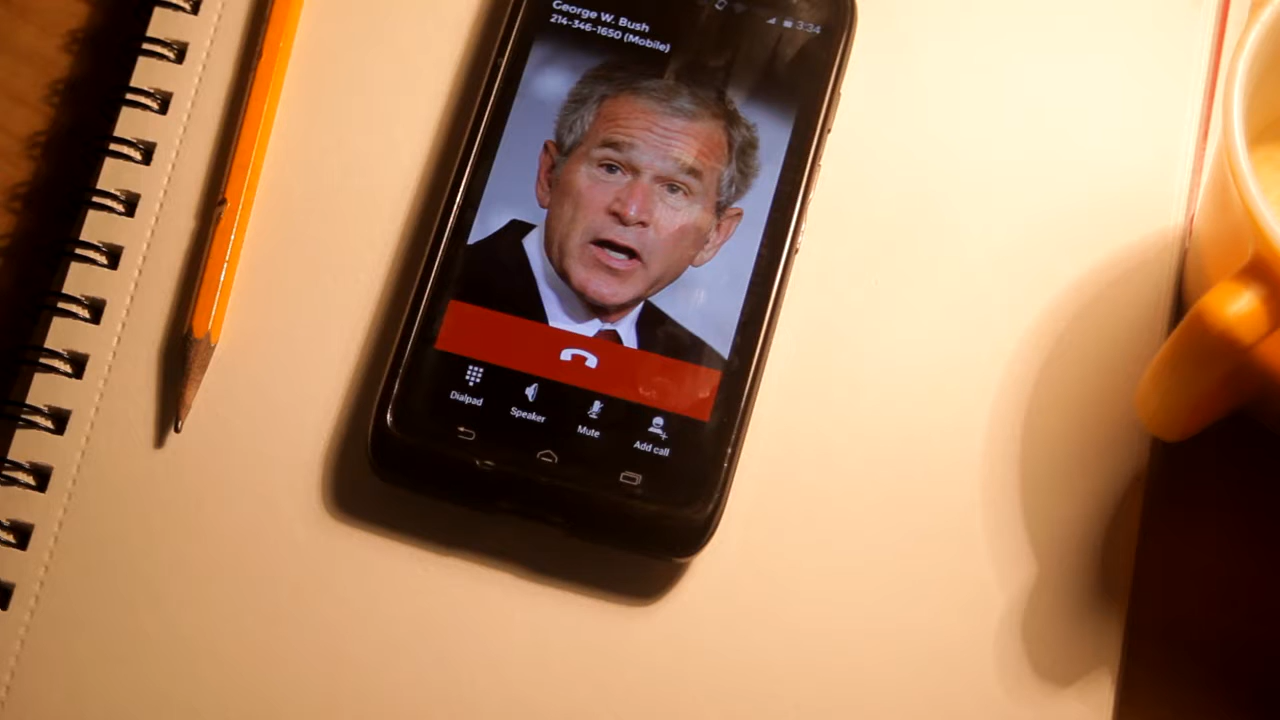 George W. Bush
214-346-1650 (Mobile)
3:34
Dialpad
Speaker
Mute
Add call